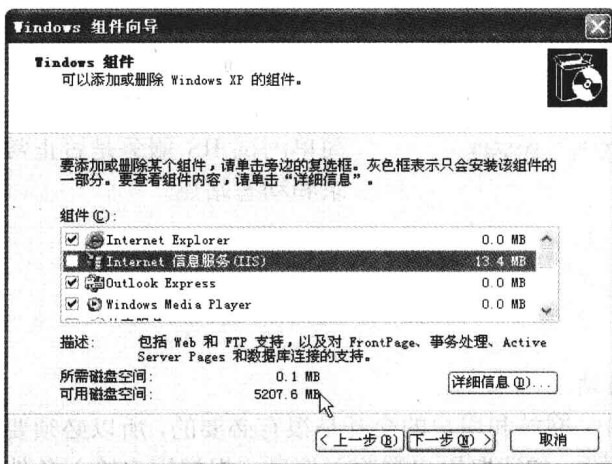 Windows 组件向导
Windows 组件
可以添加或删除 Windows XP 的组件。
要添加或删除某个组件，请单击旁边的复选框。灰色框表示只会安装该组件的
一部分。要查看组件内容，请单击“详细信息”。
组件(C):
Internet Explorer 0.0 MB
Internet 信息服务(IIS) 13.4 MB
Outlook Express 0.0 MB
Windows Media Player 0.0 MB
描述: 包括 Web 和 FTP 支持，以及对 FrontPage、事务处理、Active
Server Pages 和数据库连接的支持。
所需磁盘空间: 0.1 MB
可用磁盘空间: 5207.6 MB
详细信息(D)...
< 上一步(B) 下一步(N) > 取消